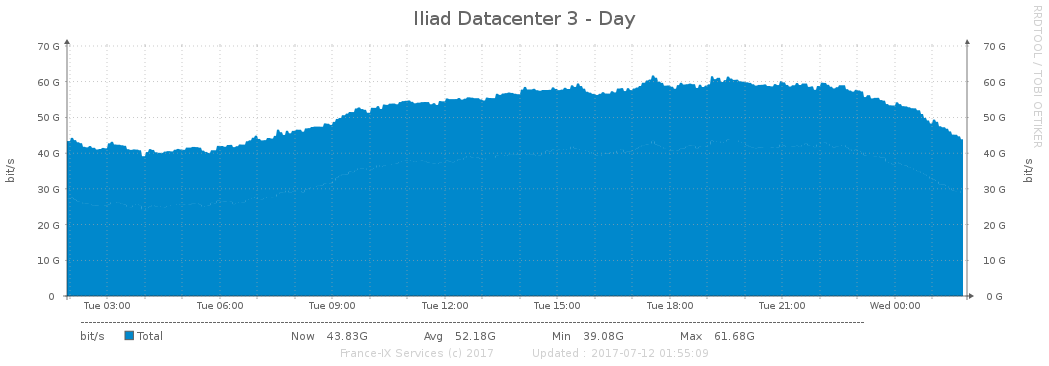 Iliad Datacenter 3 - Day
RRDTOOL / TOBI OETIKER
70 G 70 G
60 G 60 G
50 G 50 G
40 G 40 G
30 G 30 G
20 G 20 G
10 G 10 G
0 0 G
bit/s
bit/s
Tue 03:00 Tue 06:00 Tue 09:00 Tue 12:00 Tue 15:00 Tue 18:00 Tue 21:00 Wed 00:00
bit/s Total Now 43.83G Avg 52.18G Min 39.08G Max 61.68G
France-IX Services (c) 2017 Updated : 2017-07-12 01:55:09